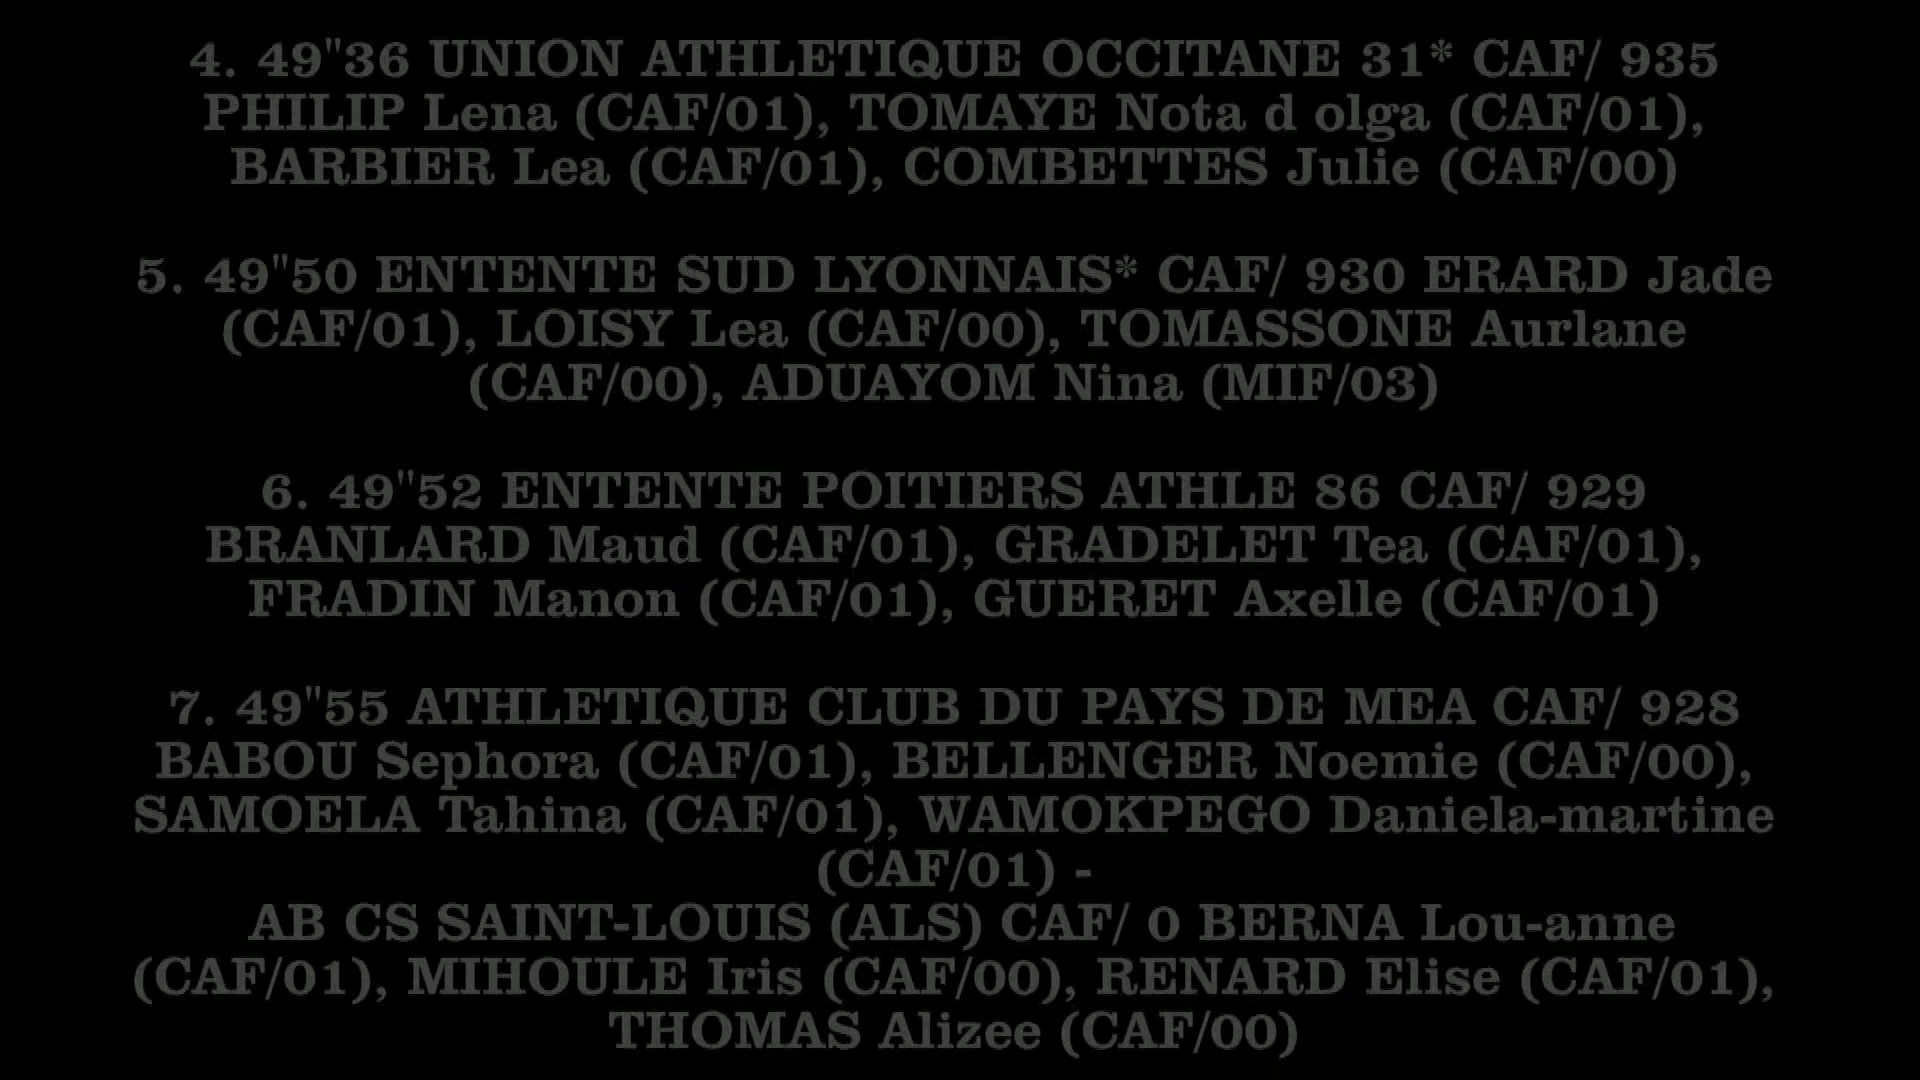 4. 49"36 UNION ATHLETIQUE OCCITANE 31* CAF/ 935
PHILIP Lena (CAF/01), TOMAYE Nota d olga (CAF/01),
BARBIER Lea (CAF/01), COMBETTES Julie (CAF/00)
5. 49"50 ENTENTE SUD LYONNAIS* CAF/ 930 ERARD Jade
(CAF/01), LOISY Lea (CAF/00), TOMASSONE Aurlane
(CAF/00), ADUAYOM Nina (MIF/03)
6. 49"52 ENTENTE POITIERS ATHLE 86 CAF/ 929
BRANLARD Maud (CAF/01), GRADELET Tea (CAF/01),
FRADIN Manon (CAF/01), GUERET Axelle (CAF/01)
7. 49"55 ATHLETIQUE CLUB DU PAYS DE MEA CAF/ 928
BABOU Sephora (CAF/01), BELLENGER Noemie (CAF/00),
SAMOELA Tahina (CAF/01), WAMOKPEGO Daniela-martine
(CAF/01) -
AB CS SAINT-LOUIS (ALS) CAF/ 0 BERNA Lou-anne
(CAF/01), MIHOULE Iris (CAF/00), RENARD Elise (CAF/01),
THOMAS Alizee (CAF/00)